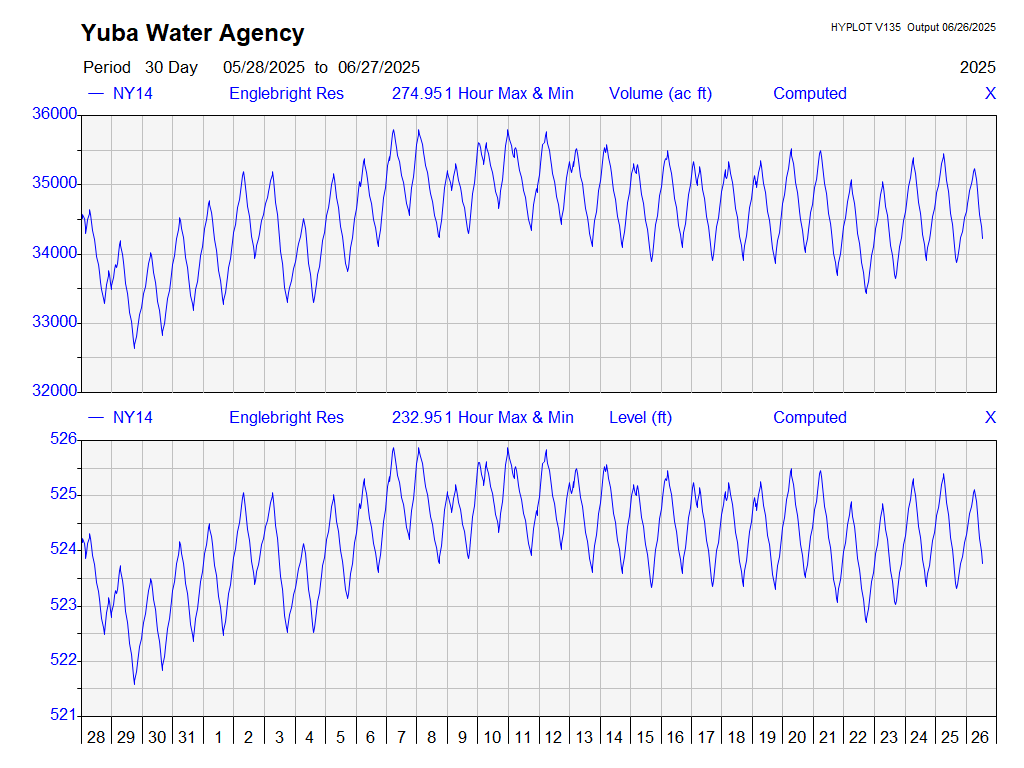 Yuba Water Agency
HYPLOT V135 Output 06/26/2025
Period 30 Day 05/28/2025 to 06/27/2025 2025
NY14 Englebright Res 274.951 Hour Max & Min Volume (ac ft) Computed X
36000
35000
34000
33000
32000
NY14 Englebright Res 232.951 Hour Max & Min Level (ft) Computed X
526
525
524
523
522
521
28 29 30 31 1 2 3 4 5 6 7 8 9 10 11 12 13 14 15 16 17 18 19 20 21 22 23 24 25 26